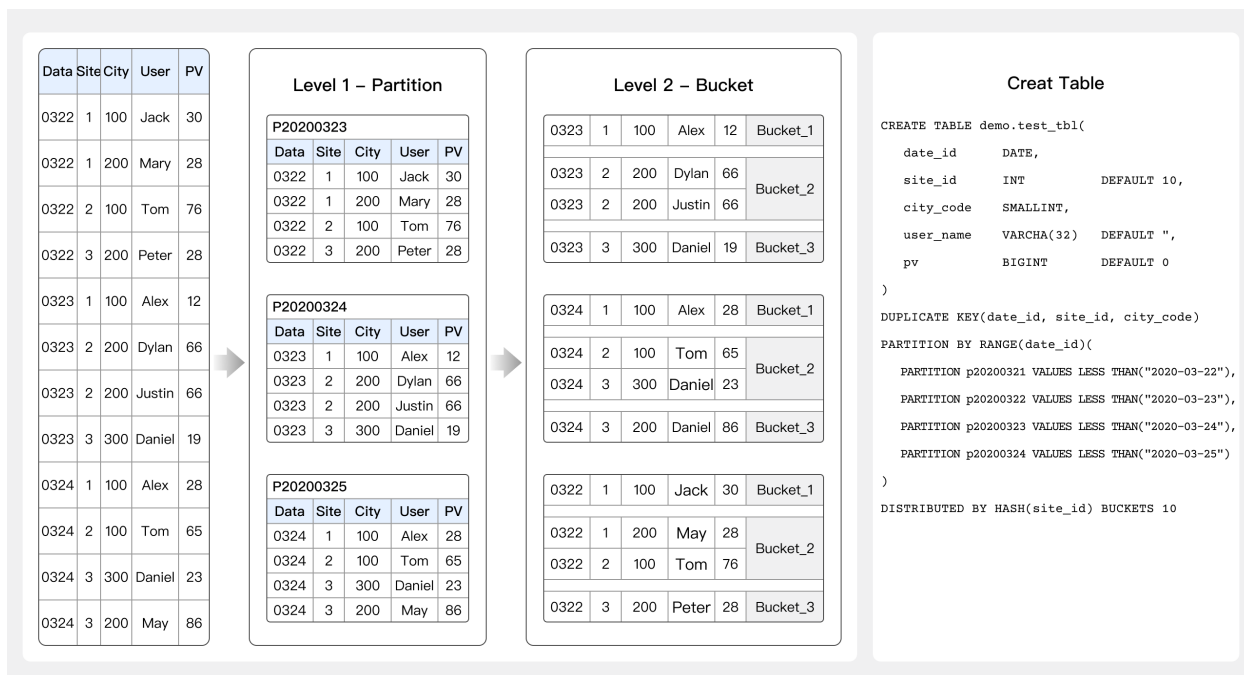 Data Site City User PV
0322 1 100 Jack 30
0322 1 200 Mary 28
0322 2 100 Tom 76
0322 3 200 Peter 28
0323 1 100 Alex 12
0323 2 200 Dylan 66
0323 2 200 Justin 66
0323 3 300 Daniel 19
0324 1 100 Alex 28
0324 2 100 Tom 65
0324 3 300 Daniel 23
0324 3 200 May 86
Level 1 – Partition
P20200323
Data Site City User PV
0322 1 100 Jack 30
0322 1 200 Mary 28
0322 2 100 Tom 76
0322 3 200 Peter 28
P20200324
Data Site City User PV
0323 1 100 Alex 12
0323 2 200 Dylan 66
0323 2 200 Justin 66
0323 3 300 Daniel 19
P20200325
Data Site City User PV
0324 1 100 Alex 28
0324 2 100 Tom 65
0324 3 300 Daniel 23
0324 3 200 May 86
Level 2 – Bucket
0323 1 100 Alex 12 Bucket_1
0323 2 200 Dylan 66
Bucket_2
0323 2 200 Justin 66
0323 3 300 Daniel 19 Bucket_3
0324 1 100 Alex 28 Bucket_1
0324 2 100 Tom 65
Bucket_2
0324 3 300 Daniel 23
0324 3 200 Daniel 86 Bucket_3
0322 1 100 Jack 30 Bucket_1
0322 1 200 May 28
Bucket_2
0322 2 100 Tom 76
0322 3 200 Peter 28 Bucket_3
Creat Table
CREATE TABLE demo.test_tbl(
date_id DATE,
site_id INT DEFAULT 10,
city_code SMALLINT,
user_name VARCHA(32) DEFAULT ",
pv BIGINT DEFAULT 0
)
DUPLICATE KEY(date_id, site_id, city_code)
PARTITION BY RANGE(date_id)(
PARTITION p20200321 VALUES LESS THAN("2020-03-22"),
PARTITION p20200322 VALUES LESS THAN("2020-03-23"),
PARTITION p20200323 VALUES LESS THAN("2020-03-24"),
PARTITION p20200324 VALUES LESS THAN("2020-03-25")
)
DISTRIBUTED BY HASH(site_id) BUCKETS 10